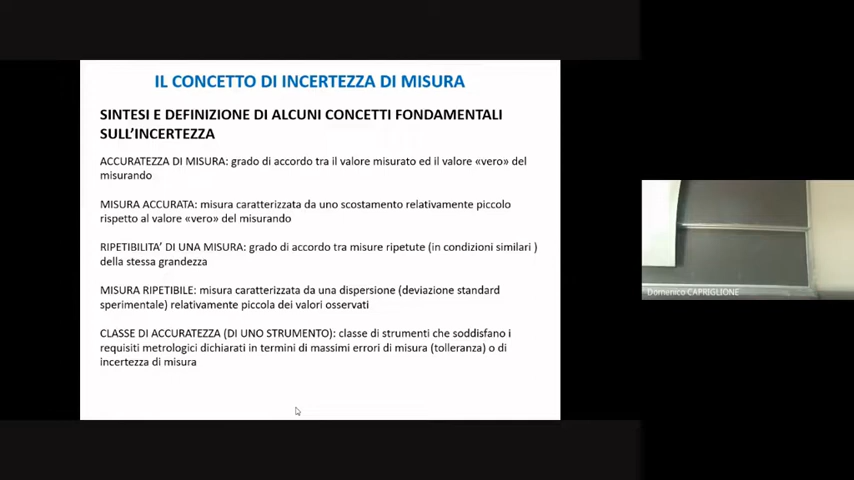 IL CONCETTO DI INCERTEZZA DI MISURA
SINTESI E DEFINIZIONE DI ALCUNI CONCETTI FONDAMENTALI
SULL'INCERTEZZA
ACCURATEZZA DI MISURA: grado di accordo tra il valore misurato ed il valore «vero» del
misurando
MISURA ACCURATA: misura caratterizzata da uno scostamento relativamente piccolo
rispetto al valore «vero» del misurando
RIPETIBILITA' DI UNA MISURA: grado di accordo tra misure ripetute (in condizioni similari )
della stessa grandezza
MISURA RIPETIBILE: misura caratterizzata da una dispersione (deviazione standard
sperimentale) relativamente piccola dei valori osservati
CLASSE DI ACCURATEZZA (DI UNO STRUMENTO): classe di strumenti che soddisfano i
requisiti metrologici dichiarati in termini di massimi errori di misura (tolleranza) o di
incertezza di misura
Domenico CAPRIGLIONE